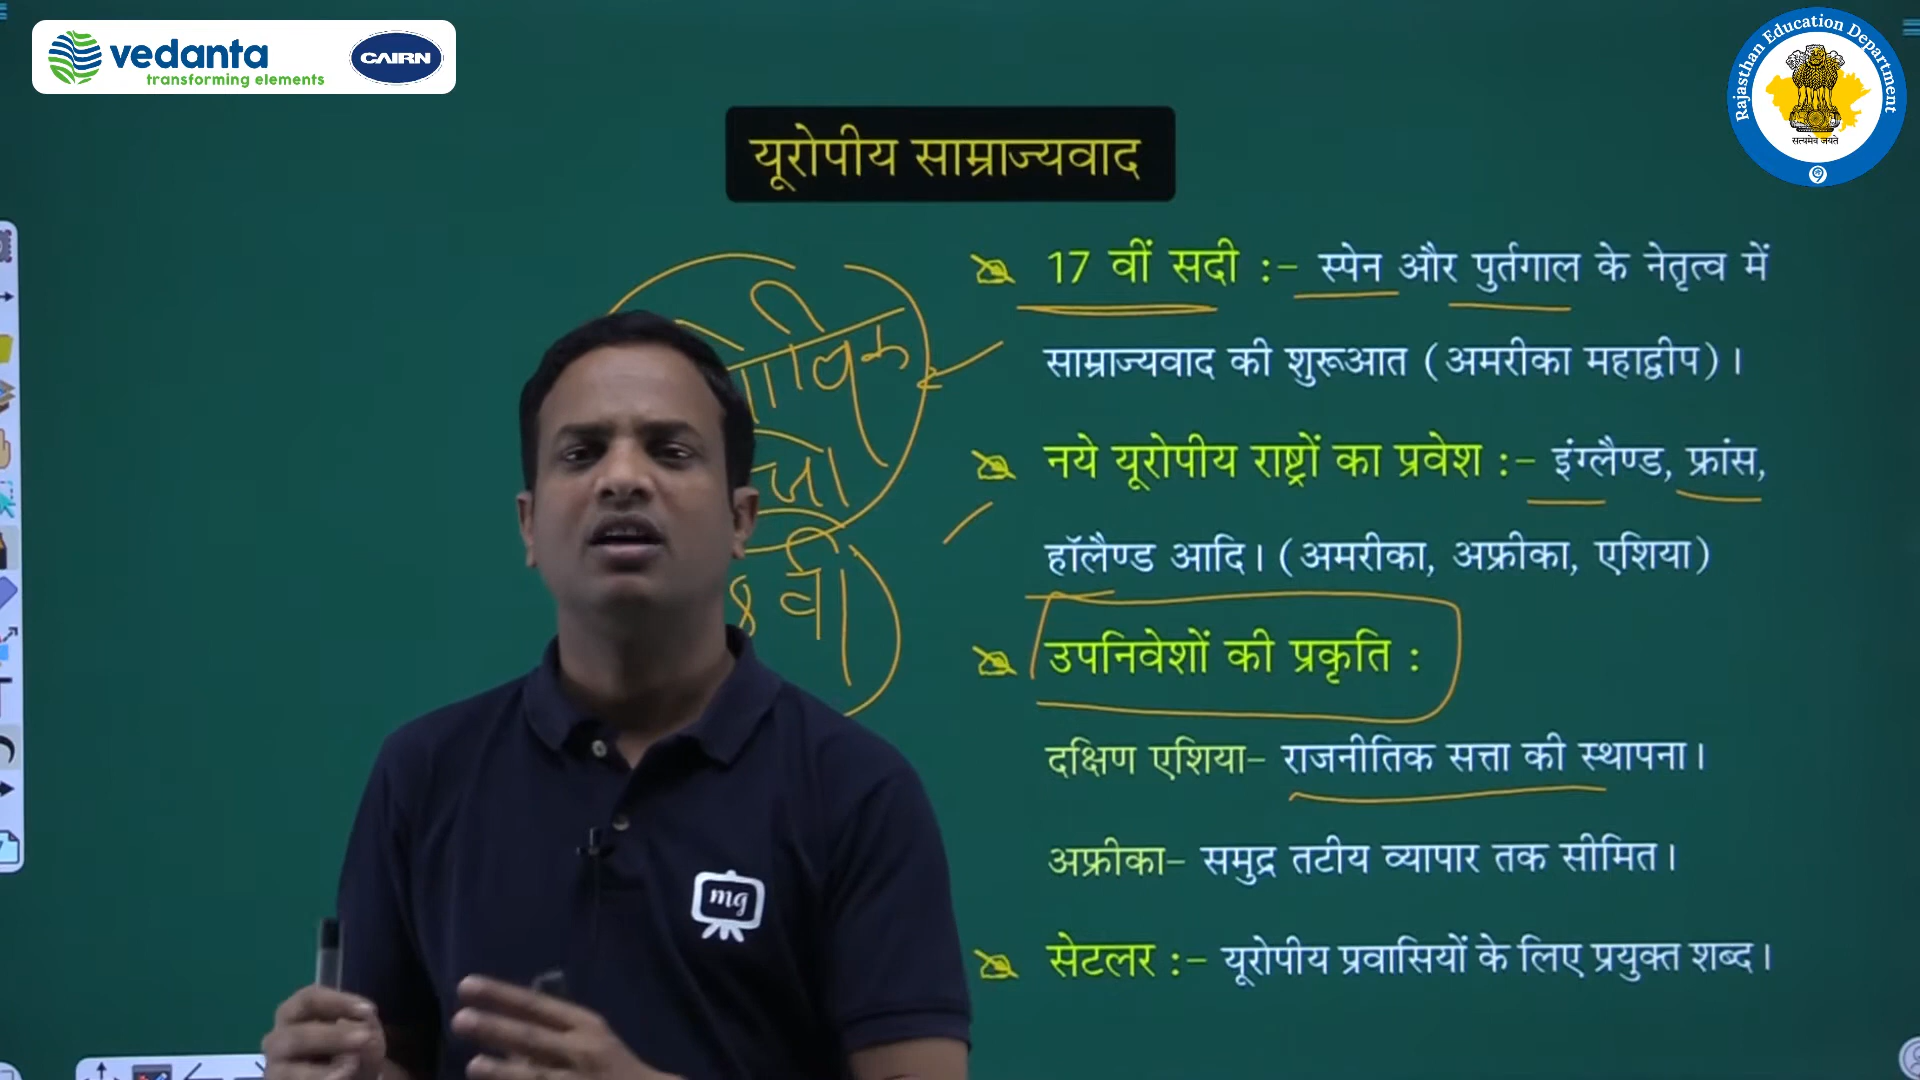 vedanta
transforming elements
CAIRN
Rajasthan Education Department
सत्यमेव जयते
यूरोपीय साम्राज्यवाद
17 वीं सदी :- स्पेन और पुर्तगाल के नेतृत्व में
साम्राज्यवाद की शुरूआत (अमरीका महाद्वीप)।
नये यूरोपीय राष्ट्रों का प्रवेश :- इंग्लैण्ड, फ्रांस,
हॉलैण्ड आदि। (अमरीका, अफ्रीका, एशिया)
उपनिवेशों की प्रकृति :
दक्षिण एशिया- राजनीतिक सत्ता की स्थापना।
अफ्रीका- समुद्र तटीय व्यापार तक सीमित।
सेटलर :- यूरोपीय प्रवासियों के लिए प्रयुक्त शब्द।
mg